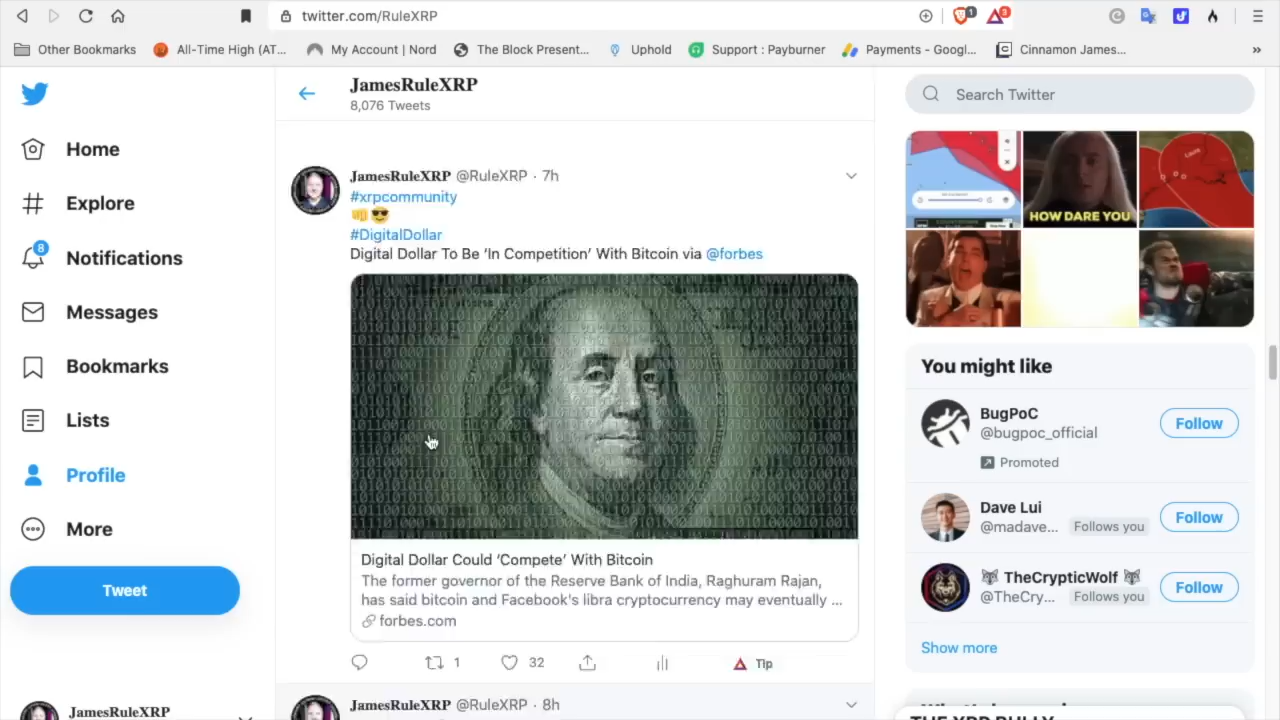 twitter.com/RuleXRP
1
3
Other Bookmarks
All-Time High (AT...
My Account | Nord
The Block Present...
Uphold
Support : Payburner
Payments - Googl...
Cinnamon James...
»
Home
Explore
8
Notifications
Messages
Bookmarks
Lists
Profile
More
Tweet
JamesRuleXRP
JamesRuleXRP
8,076 Tweets
JamesRuleXRP @RuleXRP · 7h
#xrpcommunity
👊😎
#DigitalDollar
Digital Dollar To Be ‘In Competition’ With Bitcoin via @forbes
Digital Dollar Could ‘Compete’ With Bitcoin
The former governor of the Reserve Bank of India, Raghuram Rajan,
has said bitcoin and Facebook's libra cryptocurrency may eventually ...
forbes.com
1
32
Tip
JamesRuleXRP @RuleXRP · 8h
Search Twitter
HOW DARE YOU
You might like
BugPoC
@bugpoc_official
Promoted
Follow
Dave Lui
@madave... Follows you
Follow
🐺 TheCrypticWolf 🐺
@TheCry... Follows you
Follow
Show more